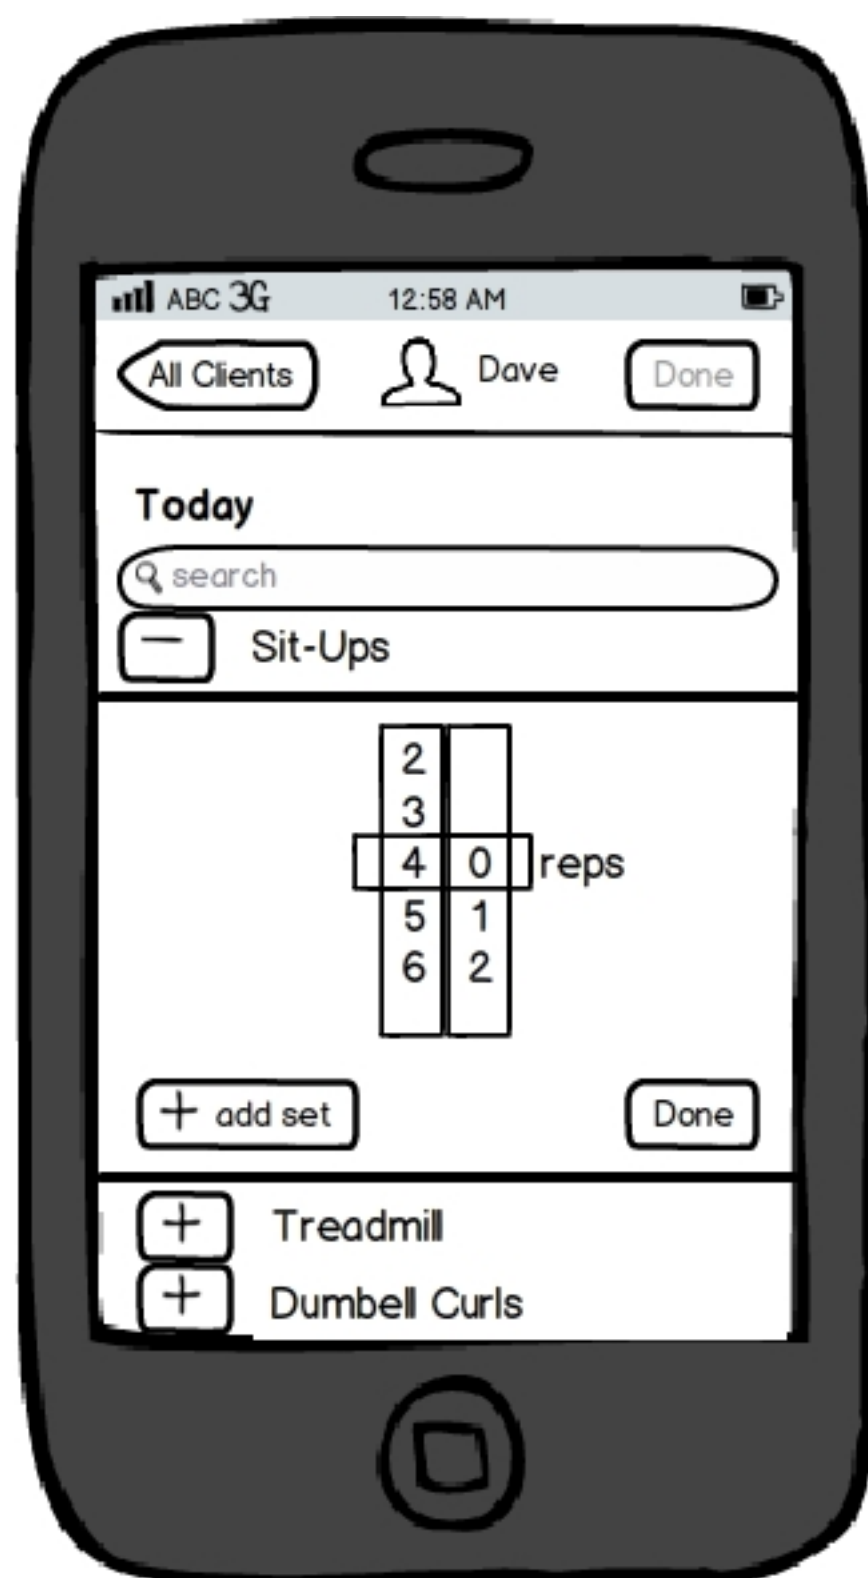 ABC 3G 12:58 AM
All Clients Dave Done
Today
search
− Sit-Ups
2
3
4 0 reps
5 1
6 2
+ add set Done
+ Treadmill
+ Dumbell Curls